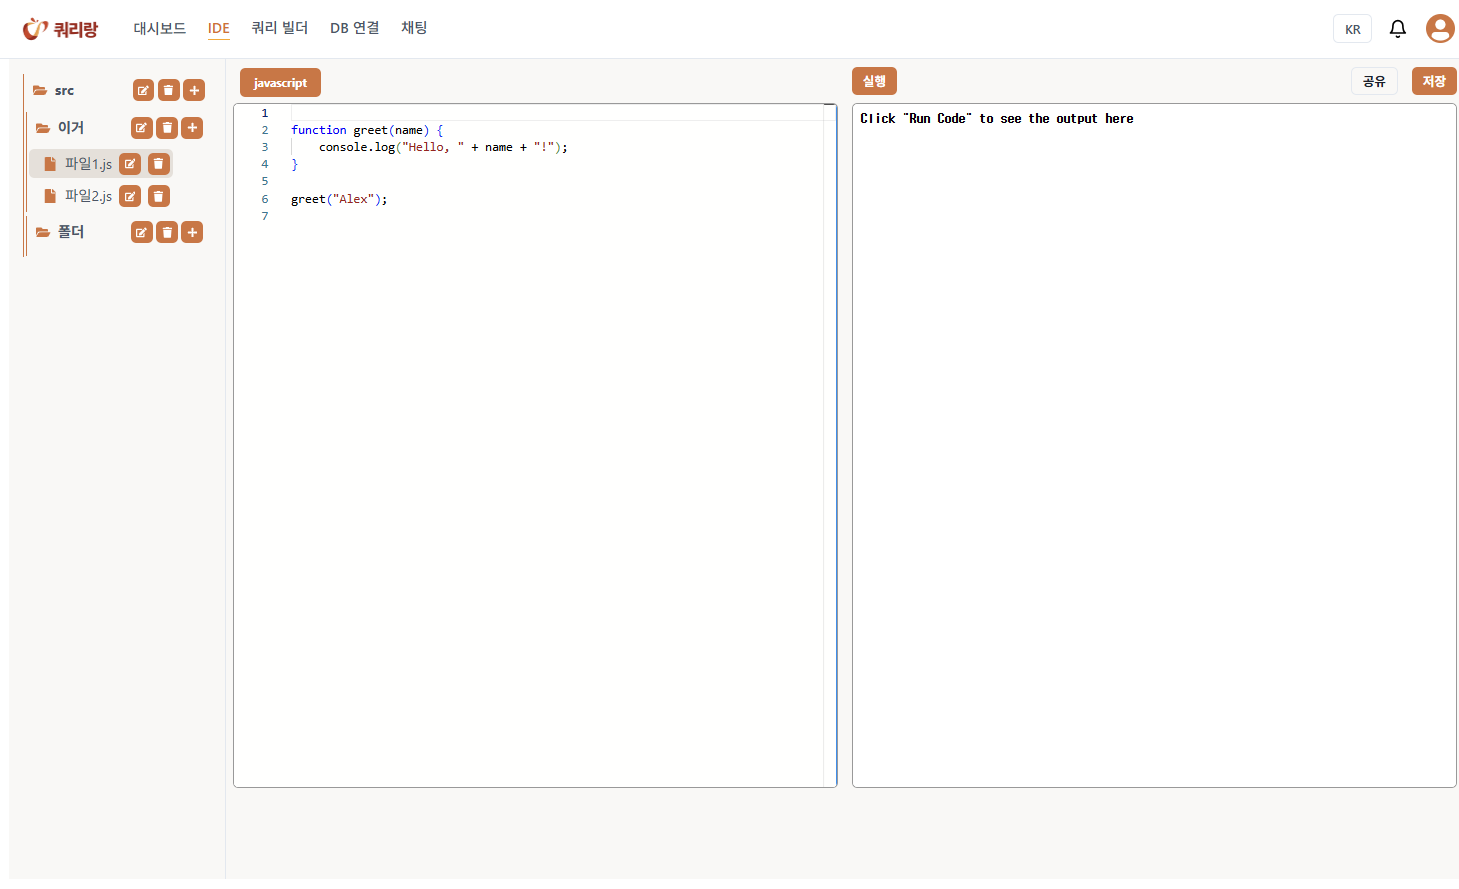 쿼리랑
대시보드 IDE 쿼리 빌더 DB 연결 채팅
KR
src
이거
파일1.js
파일2.js
폴더
javascript
1
2 function greet(name) {
3 console.log("Hello, " + name + "!");
4 }
5
6 greet("Alex");
7
실행 공유 저장
Click "Run Code" to see the output here